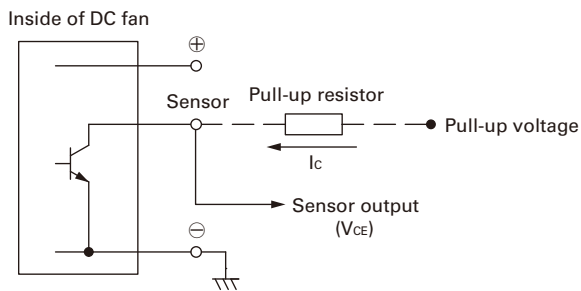 Inside of DC fan
⊕
Sensor
Pull-up resistor
Pull-up voltage
Ic
Sensor output
(VCE)
⊖